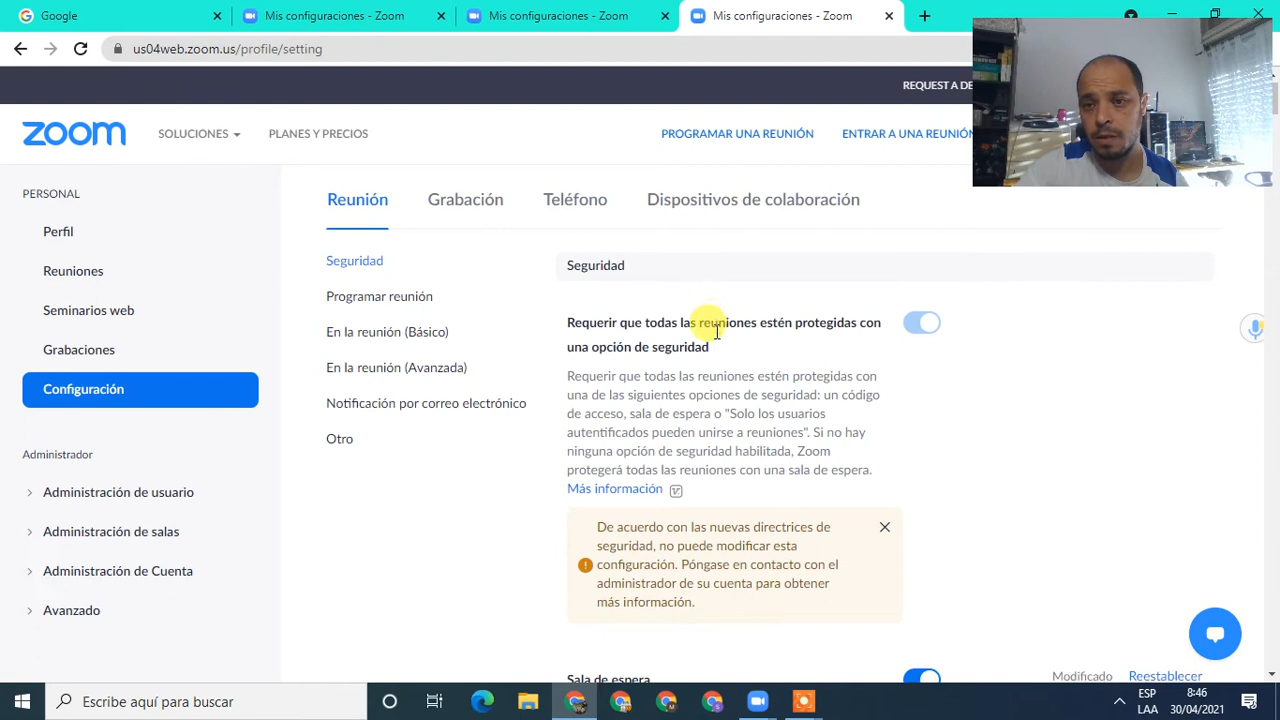 Google
Mis configuraciones - Zoom
Mis configuraciones - Zoom
Mis configuraciones - Zoom
us04web.zoom.us/profile/setting
REQUEST A DE
zoom
SOLUCIONES
PLANES Y PRECIOS
PROGRAMAR UNA REUNIÓN
ENTRAR A UNA REUNIÓN
PERSONAL
Perfil
Reuniones
Seminarios web
Grabaciones
Configuración
Administrador
Administración de usuario
Administración de salas
Administración de Cuenta
Avanzado
Reunión
Grabación
Teléfono
Dispositivos de colaboración
Seguridad
Programar reunión
En la reunión (Básico)
En la reunión (Avanzada)
Notificación por correo electrónico
Otro
Seguridad
Requerir que todas las reuniones estén protegidas con
una opción de seguridad
Requerir que todas las reuniones estén protegidas con
una de las siguientes opciones de seguridad: un código
de acceso, sala de espera o "Solo los usuarios
autentificados pueden unirse a reuniones". Si no hay
ninguna opción de seguridad habilitada, Zoom
protegerá todas las reuniones con una sala de espera.
Más información
De acuerdo con las nuevas directrices de
seguridad, no puede modificar esta
configuración. Póngase en contacto con el
administrador de su cuenta para obtener
más información.
Sala de espera
Modificado
Reestablecer
Escribe aquí para buscar
ESP
LAA
8:46
30/04/2021